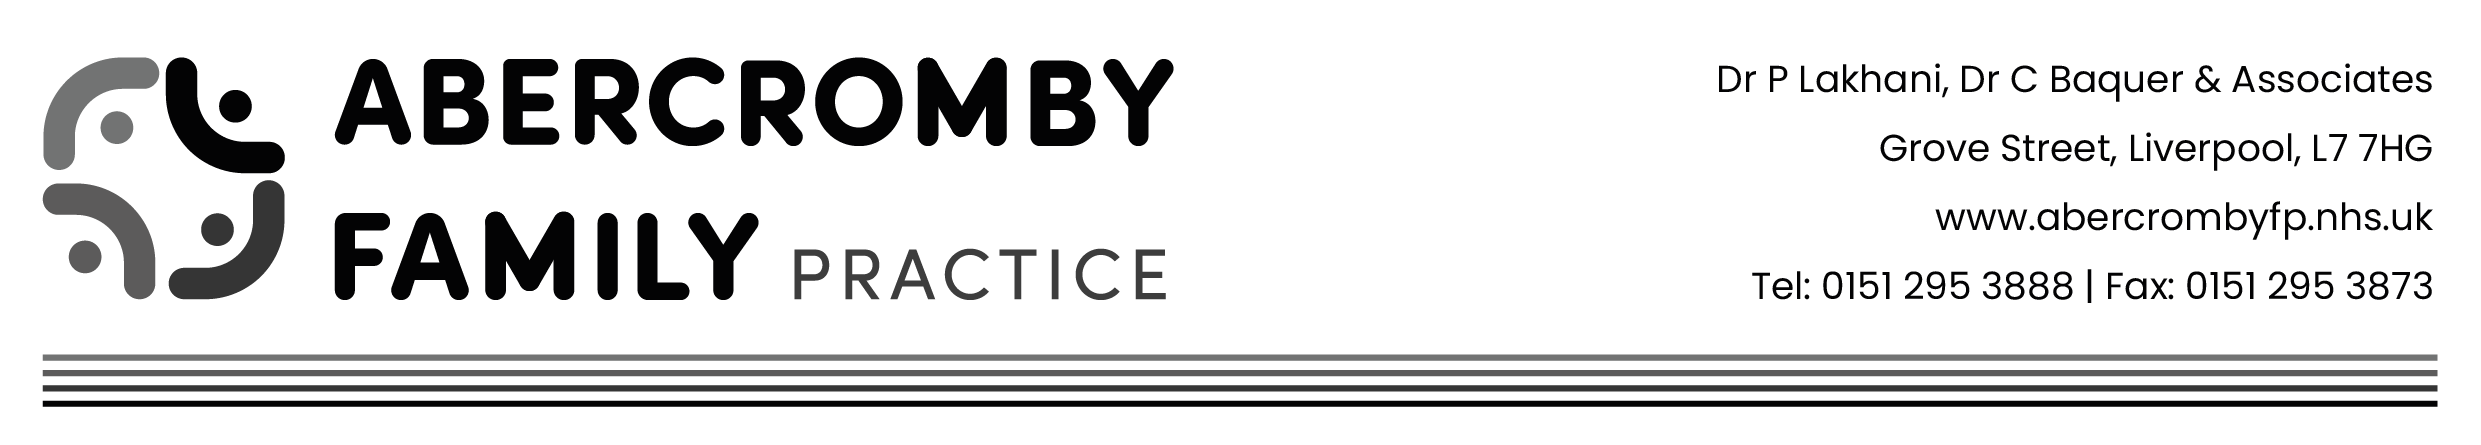 ABERCROMBY
FAMILY PRACTICE
Dr P Lakhani, Dr C Baquer & Associates
Grove Street, Liverpool, L7 7HG
www.abercrombyfp.nhs.uk
Tel: 0151 295 3888 | Fax: 0151 295 3873